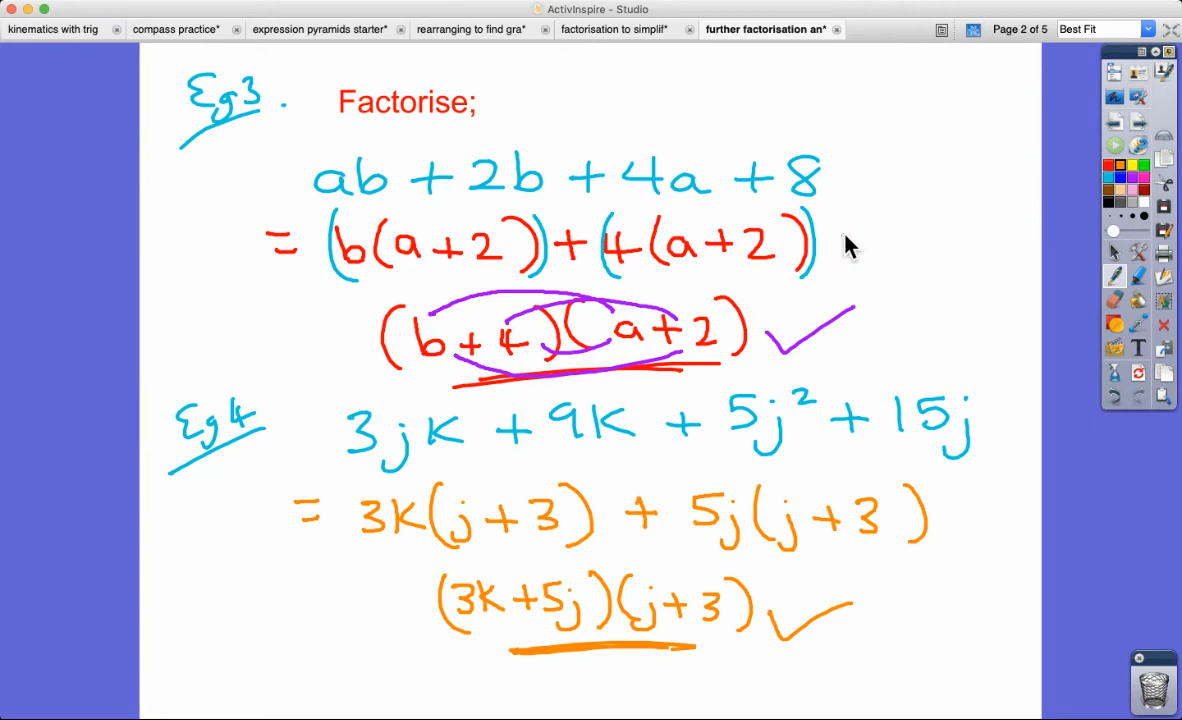 ActivInspire - Studio
kinematics with trig compass practice* expression pyramids starter* rearranging to find gra* factorisation to simplif* further factorisation an* Page 2 of 5 Best Fit
Eg3. Factorise;
ab + 2b + 4a + 8
= (b(a+2)) + (4(a+2))
(b+4)(a+2) ✓
Eg4 3jk + 9k + 5j² + 15j
= 3k(j+3) + 5j(j+3)
(3k+5j)(j+3) ✓
T